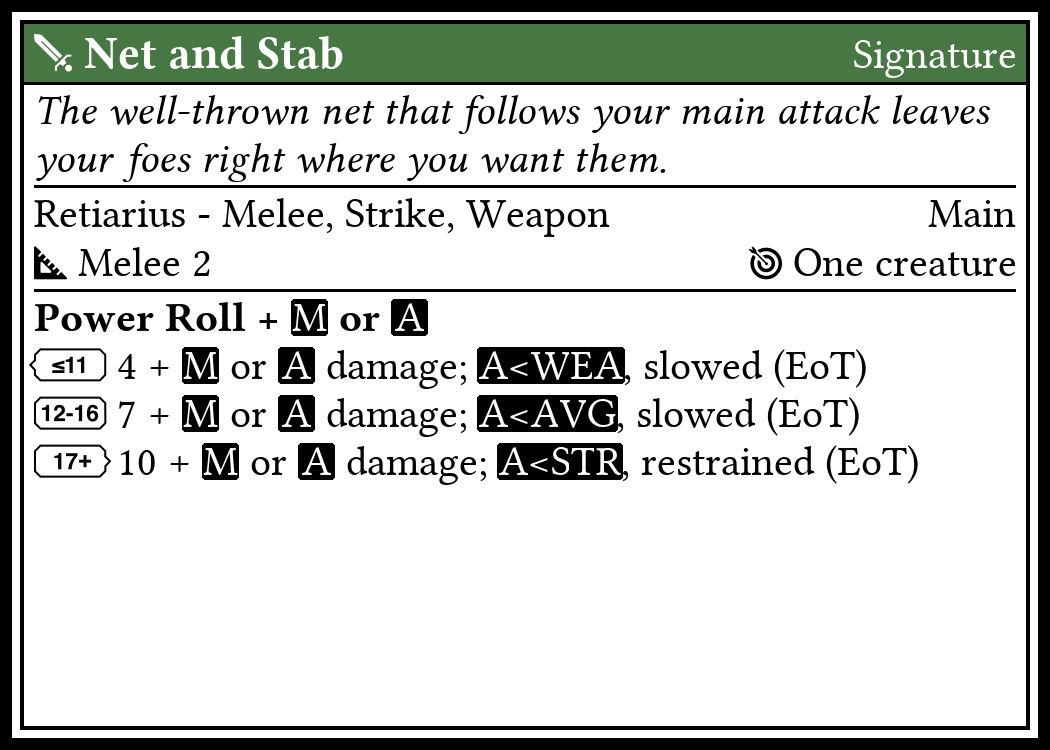 Net and Stab Signature
The well-thrown net that follows your main attack leaves
your foes right where you want them.
Retiarius - Melee, Strike, Weapon Main
Melee 2 One creature
Power Roll + M or A
≤11 4 + M or A damage; A<WEA, slowed (EoT)
12-16 7 + M or A damage; A<AVG, slowed (EoT)
17+ 10 + M or A damage; A<STR, restrained (EoT)